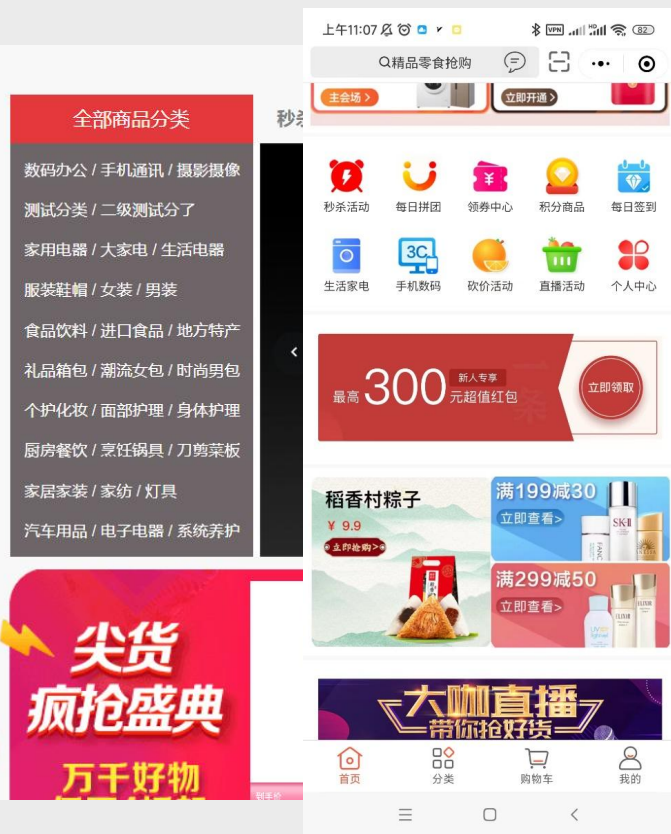 全部商品分类
秒杀
数码办公 / 手机通讯 / 摄影摄像
测试分类 / 二级测试分了
家用电器 / 大家电 / 生活电器
服装鞋帽 / 女装 / 男装
食品饮料 / 进口食品 / 地方特产
礼品箱包 / 潮流女包 / 时尚男包
个护化妆 / 面部护理 / 身体护理
厨房餐饮 / 烹饪锅具 / 刀剪菜板
家居家装 / 家纺 / 灯具
汽车用品 / 电子电器 / 系统养护
尖货
疯抢盛典
万千好物
到手价
上午11:07
VPN
82
精品零食抢购
主会场 >
立即开通 >
秒杀活动 每日拼团 领券中心 积分商品 每日签到
3C
生活家电 手机数码 砍价活动 直播活动 个人中心
新人专享
最高 300 元超值红包
立即领取
稻香村粽子
¥ 9.9
立即抢购>
满199减30
立即查看>
SK-II
满299减50
立即查看>
ELIXIR
ELIXIR
大咖直播
带你抢好货
首页 分类 购物车 我的